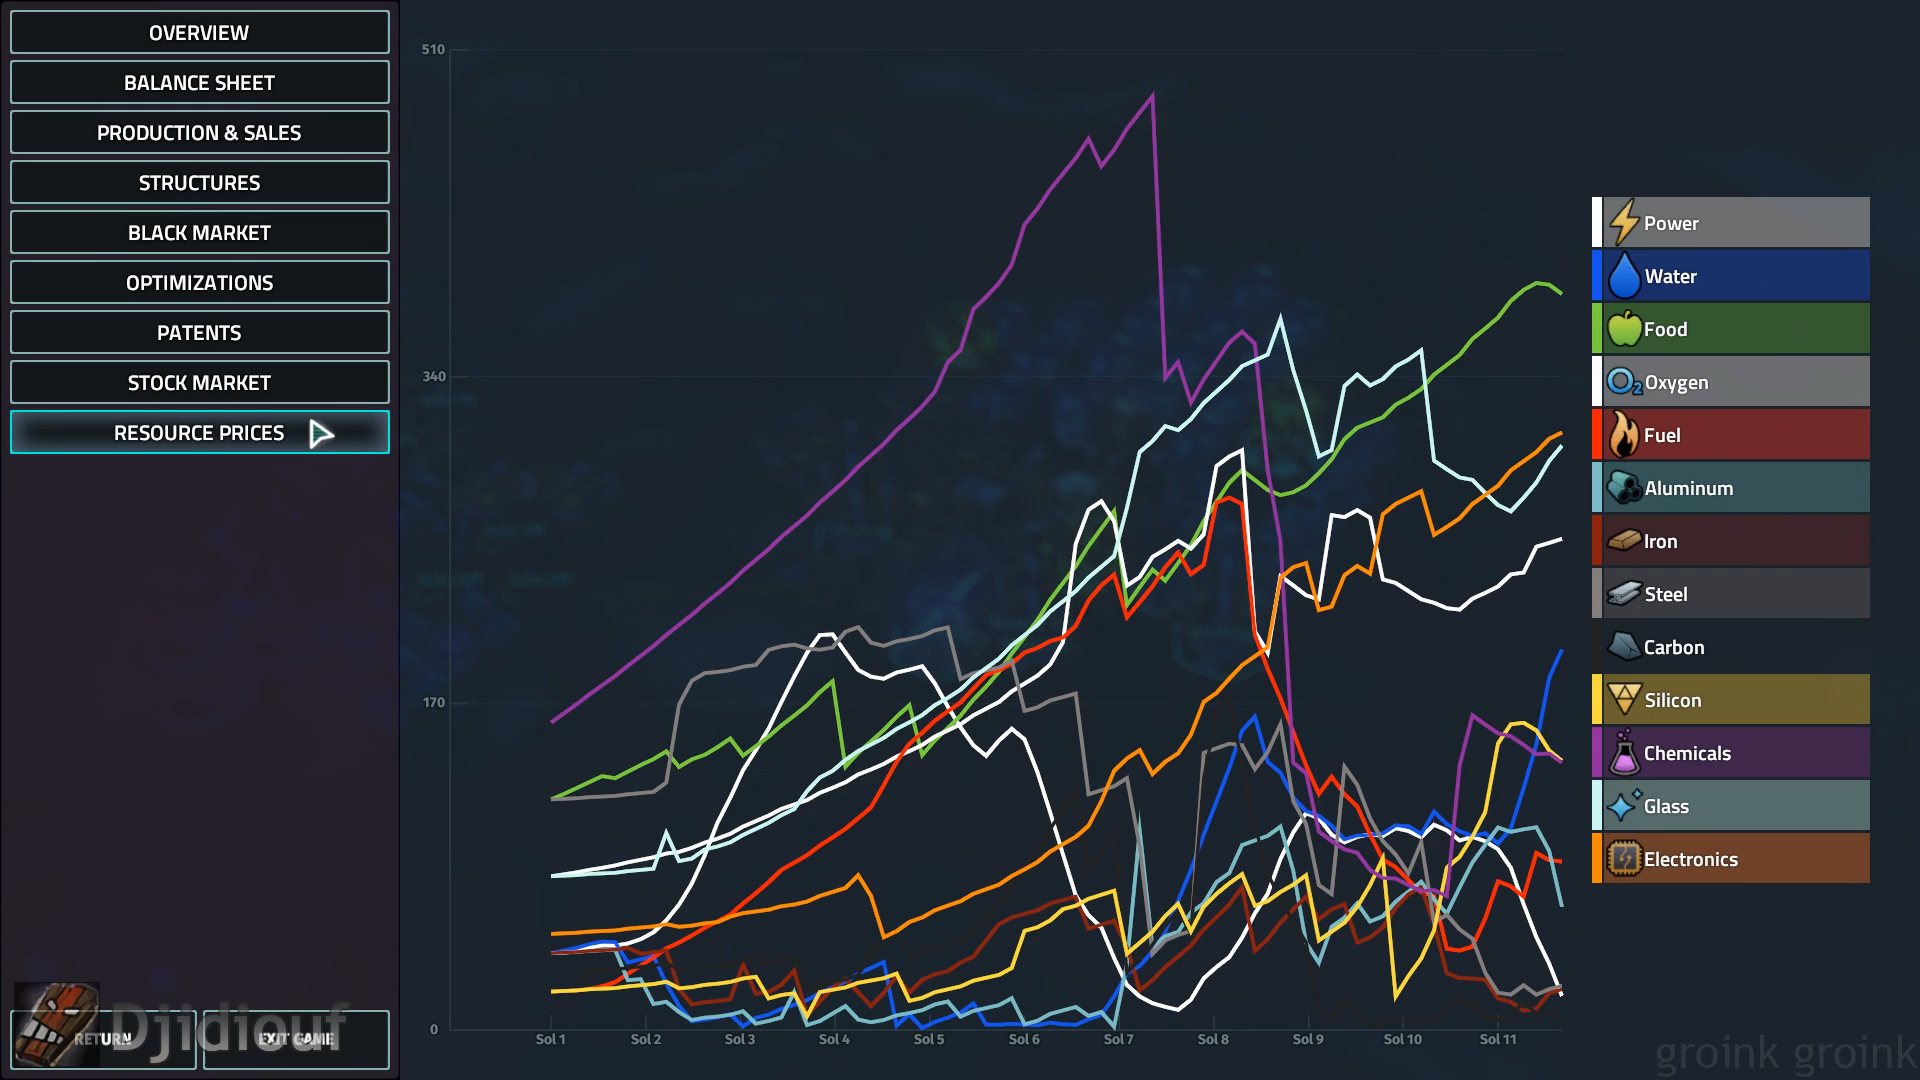 OVERVIEW
BALANCE SHEET
PRODUCTION & SALES
STRUCTURES
BLACK MARKET
OPTIMIZATIONS
PATENTS
STOCK MARKET
RESOURCE PRICES
RETURN
EXIT GAME
Djidiouf
510
340
170
0
Sol 1
Sol 2
Sol 3
Sol 4
Sol 5
Sol 6
Sol 7
Sol 8
Sol 9
Sol 10
Sol 11
Power
Water
Food
Oxygen
Fuel
Aluminum
Iron
Steel
Carbon
Silicon
Chemicals
Glass
Electronics
groink groink